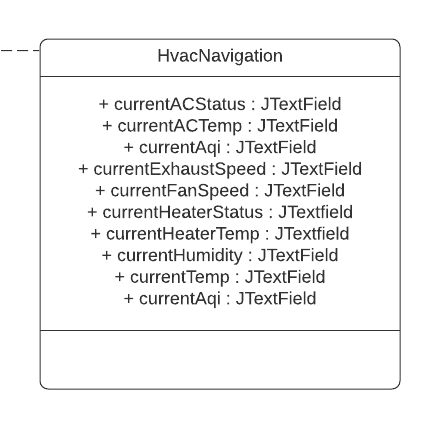 HvacNavigation
+ currentACStatus : JTextField
+ currentACTemp : JTextField
+ currentAqi : JTextField
+ currentExhaustSpeed : JTextField
+ currentFanSpeed : JTextField
+ currentHeaterStatus : JTextfield
+ currentHeaterTemp : JTextfield
+ currentHumidity : JTextField
+ currentTemp : JTextField
+ currentAqi : JTextField